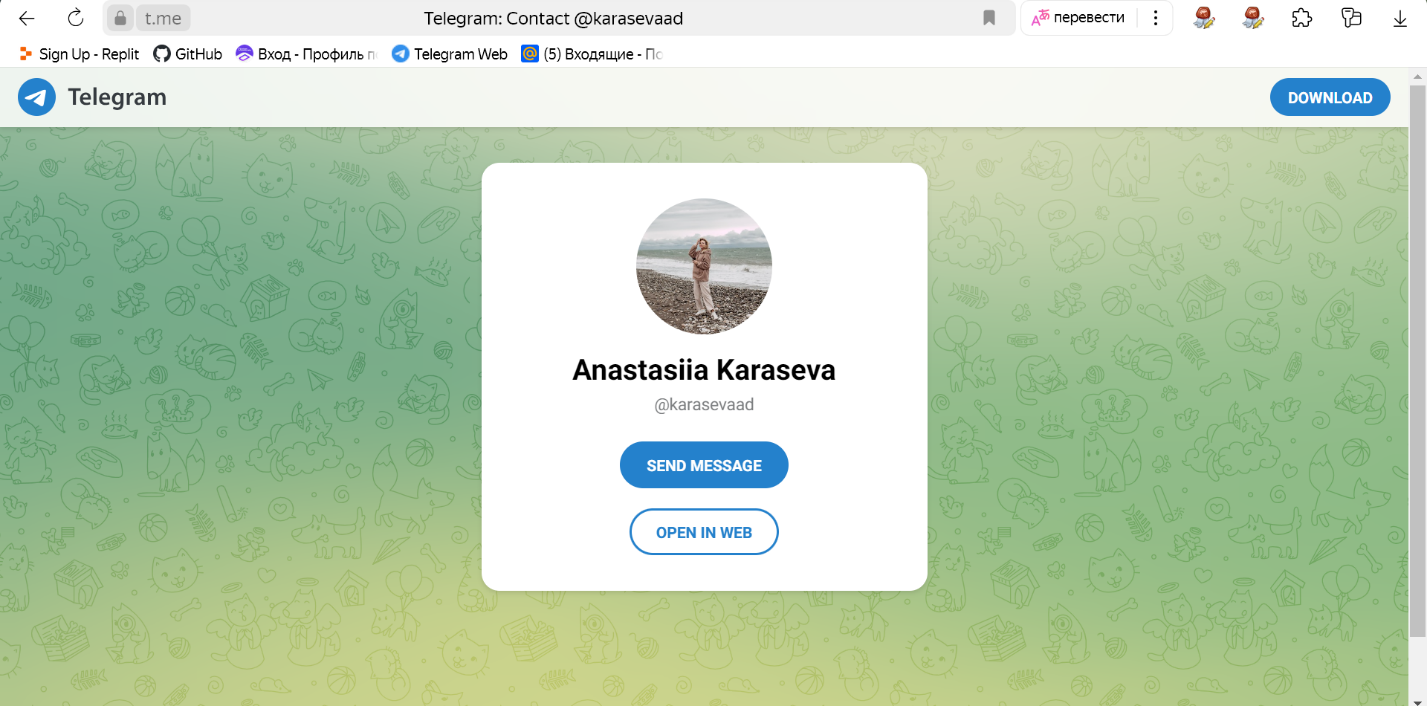 t.me
Telegram: Contact @karasevaad
перевести
Sign Up - Replit
GitHub
Вход - Профиль
Telegram Web
(5) Входящие - По
Telegram
DOWNLOAD
Anastasiia Karaseva
@karasevaad
SEND MESSAGE
OPEN IN WEB